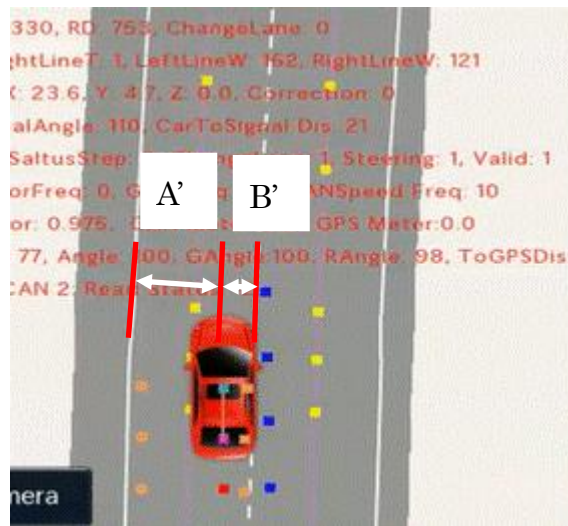 330, RD: 753, ChangeLane: 0
ghtLineT: 1, LeftLineW: 162, RightLineW: 121
X: 23.6, Y: 4.7, Z: 0.0, Correction: 0
alAngle: 110, CarToSignal Dis: 21
SaltusStep: 1, Steering: 1, Valid: 1
orFreq: 0, ANSpeed Freq: 10
or: 0.975, GPS Meter:0.0
A' B'
77, Angle: 100, GAngle:100, RAngle: 98, ToGPSDis
CAN 2, Read Status
mera